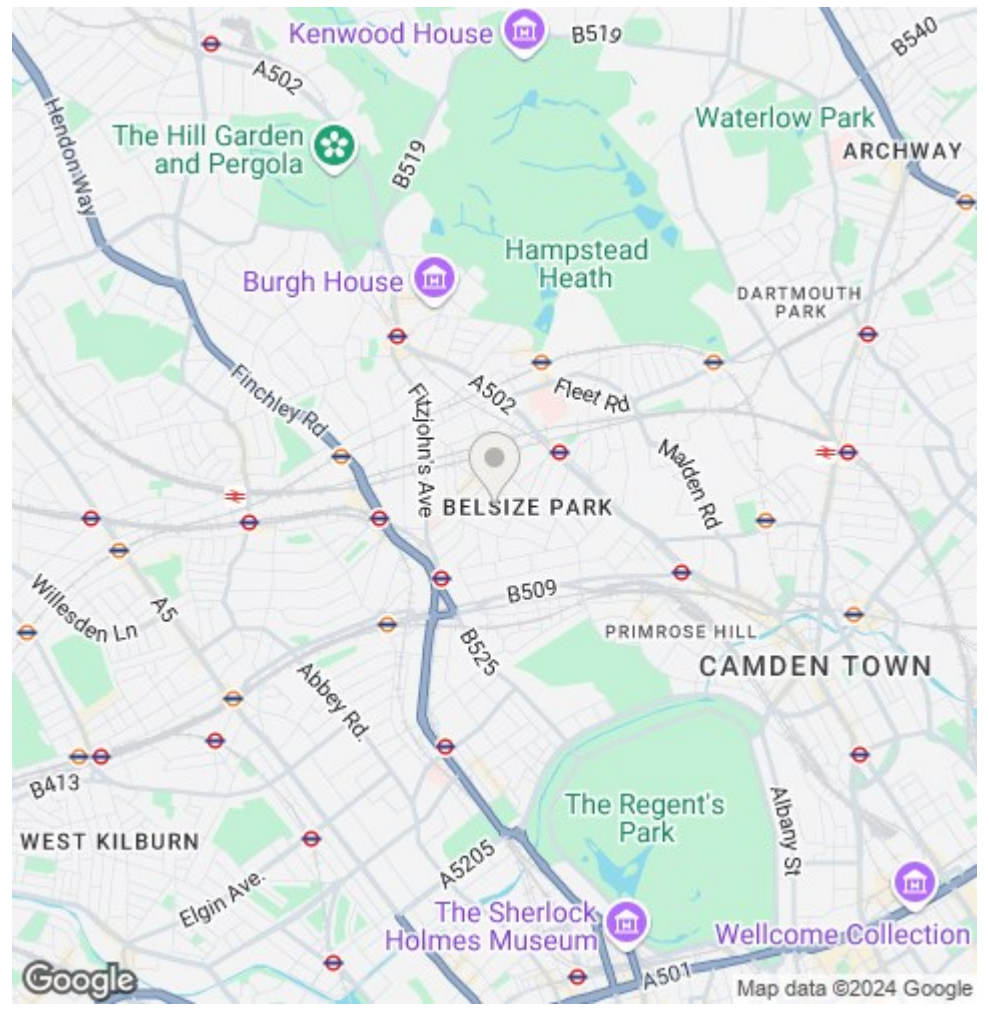 Kenwood House
B519
B540
A502
Waterlow Park
The Hill Garden
and Pergola
ARCHWAY
B519
Hendon Way
Hampstead
Heath
Burgh House
DARTMOUTH
PARK
Finchley Rd
A502
Fleet Rd
Fitzjohn's Ave
Malden Rd
BELSIZE PARK
B509
Willesden Ln
A5
PRIMROSE HILL
B525
CAMDEN TOWN
Abbey Rd.
B413
The Regent's
Park
Albany St
WEST KILBURN
A5205
Elgin Ave.
The Sherlock
Holmes Museum
Wellcome Collection
A501
Google
Map data ©2024 Google